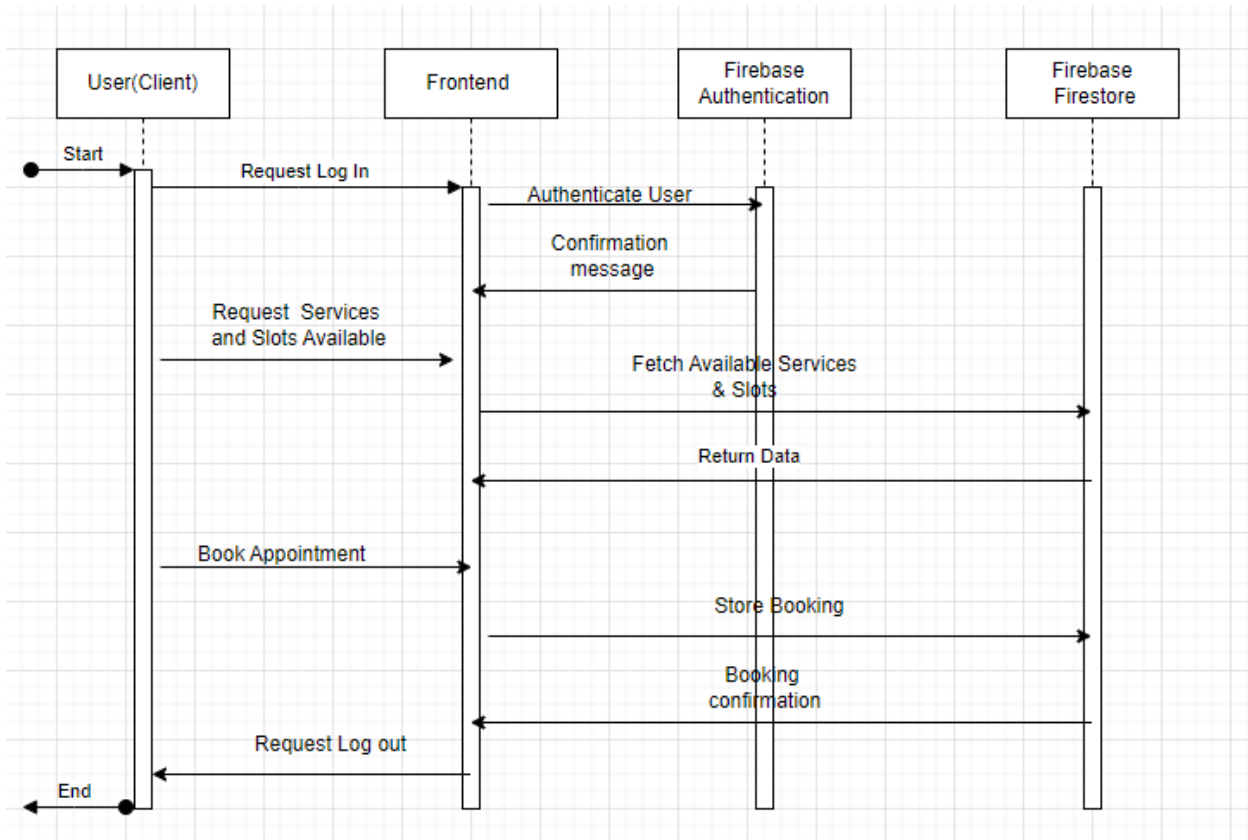 User(Client)
Frontend
Firebase
Authentication
Firebase
Firestore
Start
Request Log In
Authenticate User
Confirmation
message
Request Services
and Slots Available
Fetch Available Services
& Slots
Return Data
Book Appointment
Store Booking
Booking
confirmation
Request Log out
End